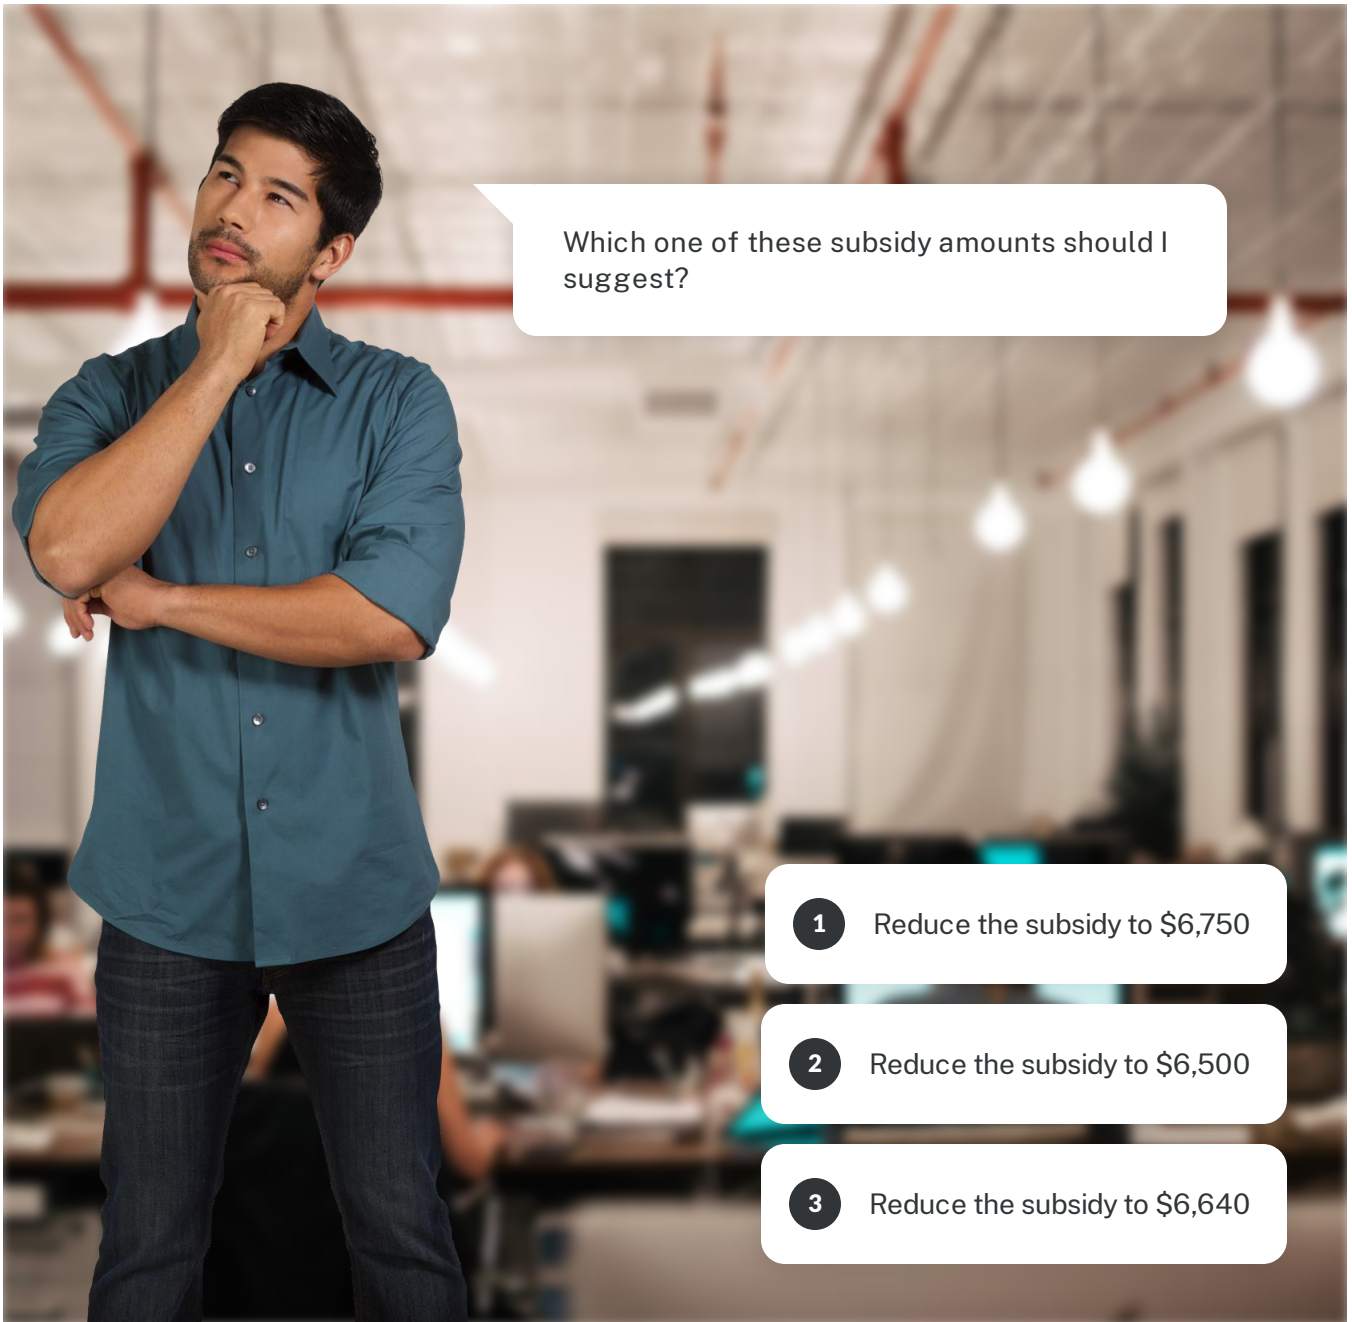 Which one of these subsidy amounts should I
suggest?
1 Reduce the subsidy to $6,750
2 Reduce the subsidy to $6,500
3 Reduce the subsidy to $6,640